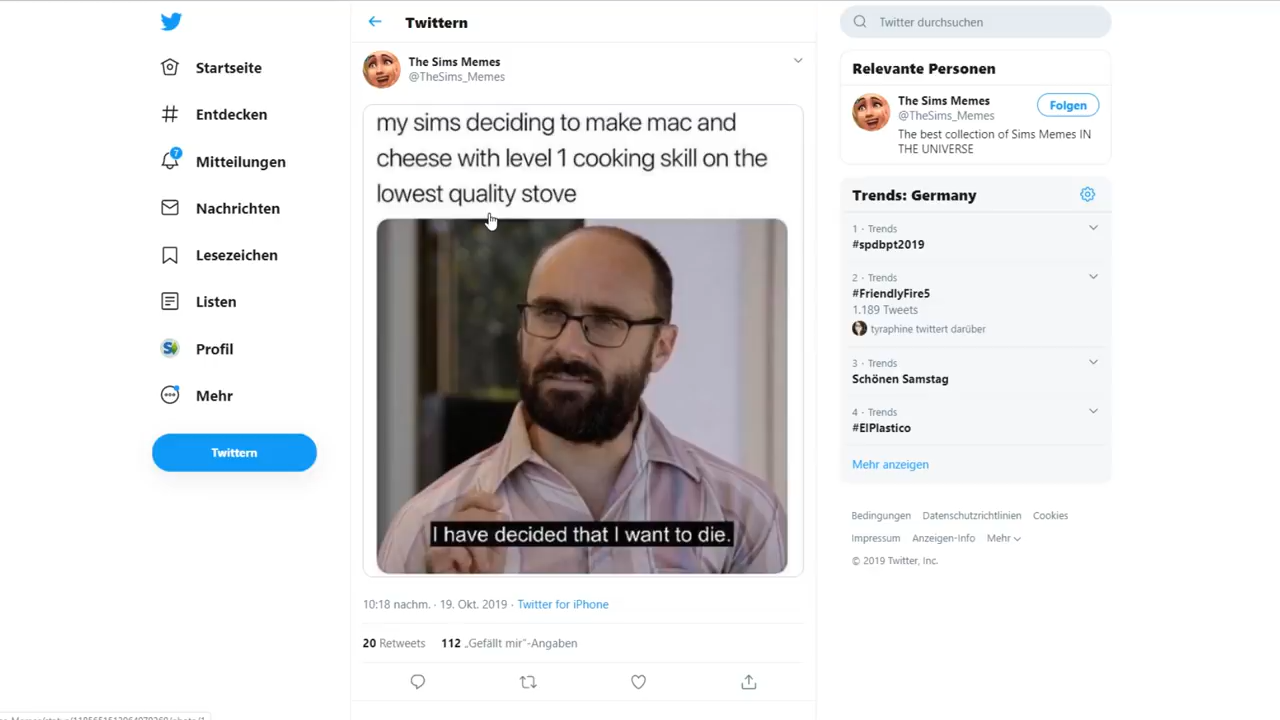 Twittern
Twitter durchsuchen
Startseite
Entdecken
7
Mitteilungen
Nachrichten
Lesezeichen
Listen
Profil
Mehr
Twittern
The Sims Memes
@TheSims_Memes
my sims deciding to make mac and
cheese with level 1 cooking skill on the
lowest quality stove
I have decided that I want to die.
10:18 nachm. · 19. Okt. 2019 · Twitter for iPhone
20 Retweets 112 „Gefällt mir“-Angaben
Relevante Personen
The Sims Memes
@TheSims_Memes
Folgen
The best collection of Sims Memes IN
THE UNIVERSE
Trends: Germany
1 · Trends
#spdbpt2019
2 · Trends
#FriendlyFire5
1.189 Tweets
tyraphine twittert darüber
3 · Trends
Schönen Samstag
4 · Trends
#ElPlastico
Mehr anzeigen
Bedingungen Datenschutzrichtlinien Cookies
Impressum Anzeigen-Info Mehr
© 2019 Twitter, Inc.